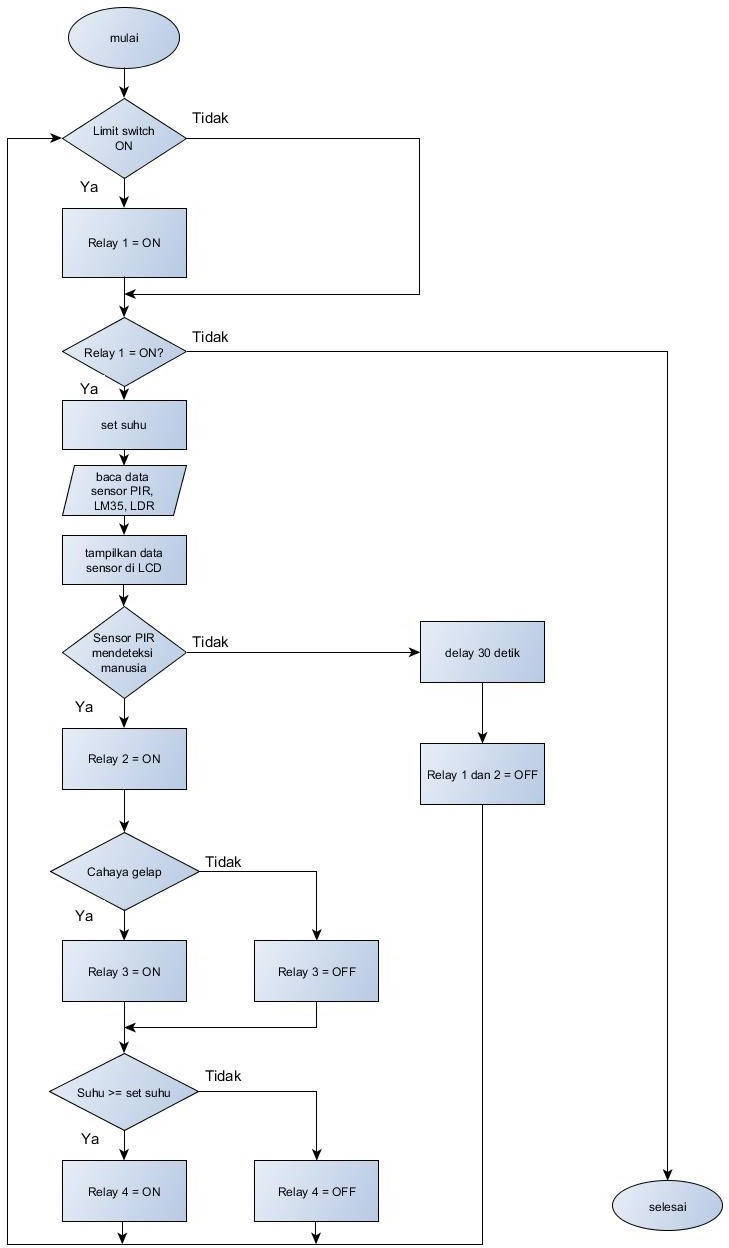 mulai
Limit switch
ON
Tidak
Ya
Relay 1 = ON
Relay 1 = ON?
Tidak
Ya
set suhu
baca data
sensor PIR,
LM35, LDR
tampilkan data
sensor di LCD
Sensor PIR
mendeteksi
manusia
Tidak
delay 30 detik
Ya
Relay 2 = ON
Relay 1 dan 2 = OFF
Cahaya gelap
Tidak
Ya
Relay 3 = ON
Relay 3 = OFF
Suhu >= set suhu
Tidak
Ya
Relay 4 = ON
Relay 4 = OFF
selesai